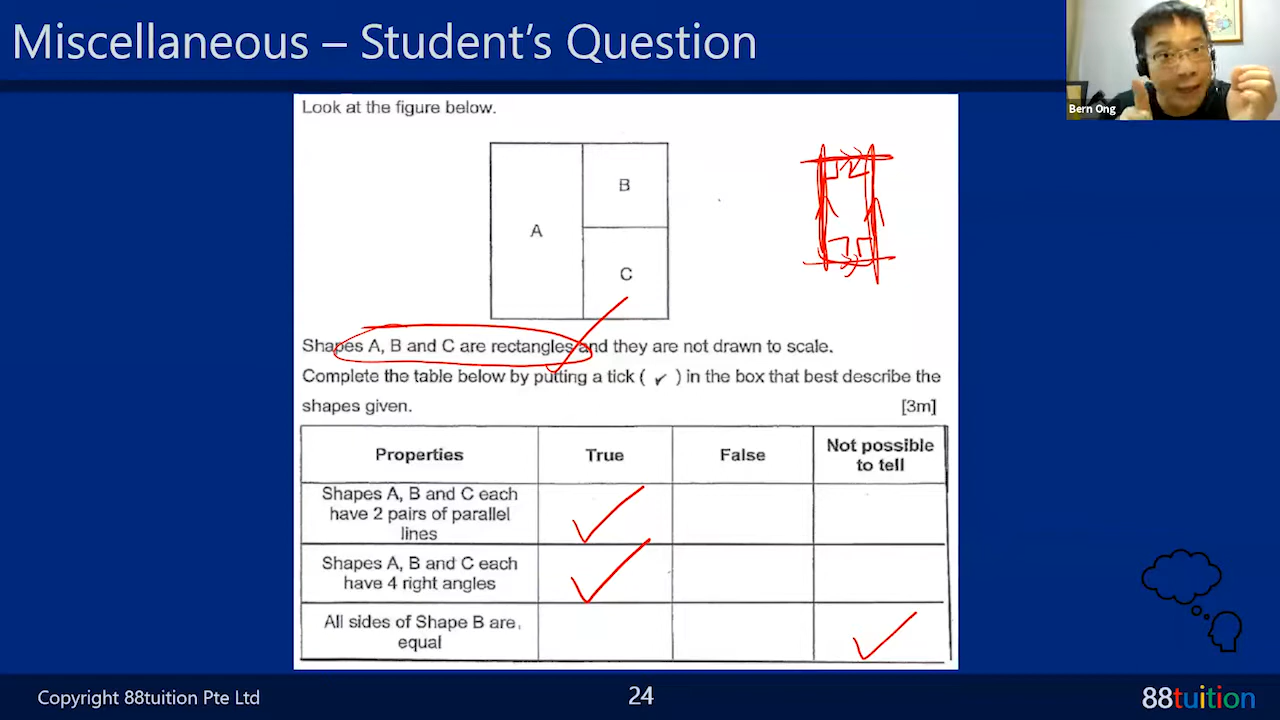 Miscellaneous – Student's Question
Bern Ong
Look at the figure below.
A
B
C
Shapes A, B and C are rectangles and they are not drawn to scale.
Complete the table below by putting a tick ( ✓ ) in the box that best describe the
shapes given. [3m]
Properties True False Not possible
to tell
Shapes A, B and C each
have 2 pairs of parallel
lines
Shapes A, B and C each
have 4 right angles
All sides of Shape B are
equal
Copyright 88tuition Pte Ltd
24
88tuition